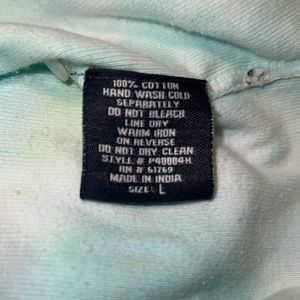 100% COTTON
HAND WASH COLD
SEPARATELY
DO NOT BLEACH
LINE DRY
WARM IRON
ON REVERSE
DO NOT DRY CLEAN
STYLE # P40004H
RN # 61769
MADE IN INDIA
SIZE: L